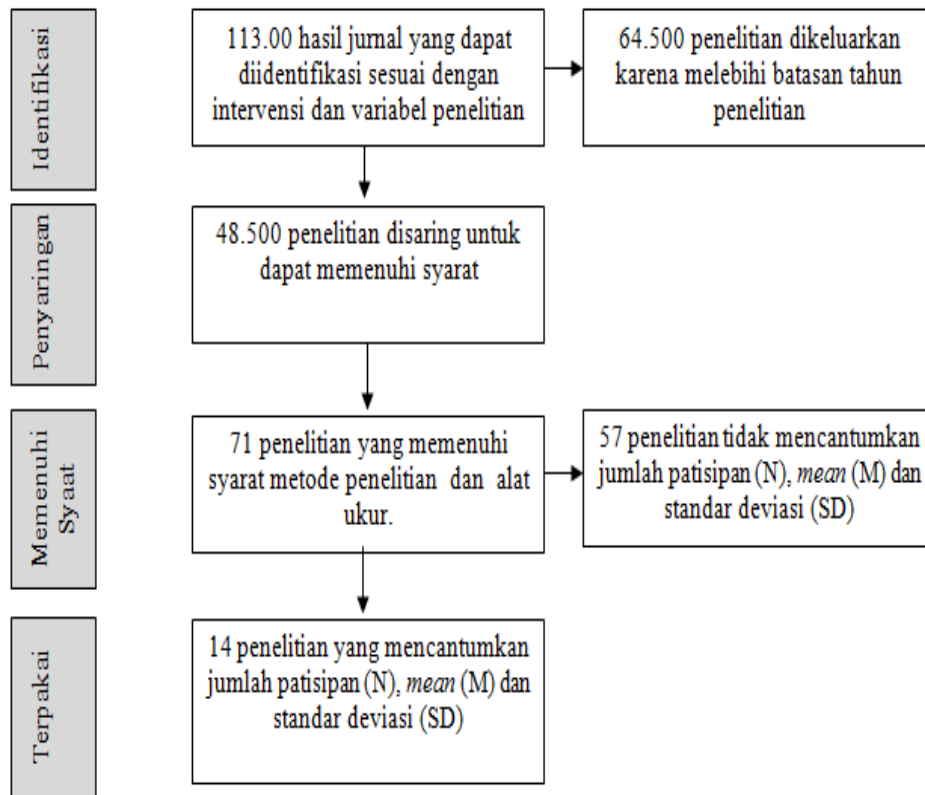 Identifikasi
113.00 hasil jurnal yang dapat
diidentifikasi sesuai dengan
intervensi dan variabel penelitian
64.500 penelitian dikeluarkan
karena melebihi batasan tahun
penelitian
Penyaringan
48.500 penelitian disaring untuk
dapat memenuhi syarat
Memenuhi
Syaat
71 penelitian yang memenuhi
syarat metode penelitian dan alat
ukur.
57 penelitian tidak mencantumkan
jumlah patisipan (N), mean (M) dan
standar deviasi (SD)
Terpakai
14 penelitian yang mencantumkan
jumlah patisipan (N), mean (M) dan
standar deviasi (SD)